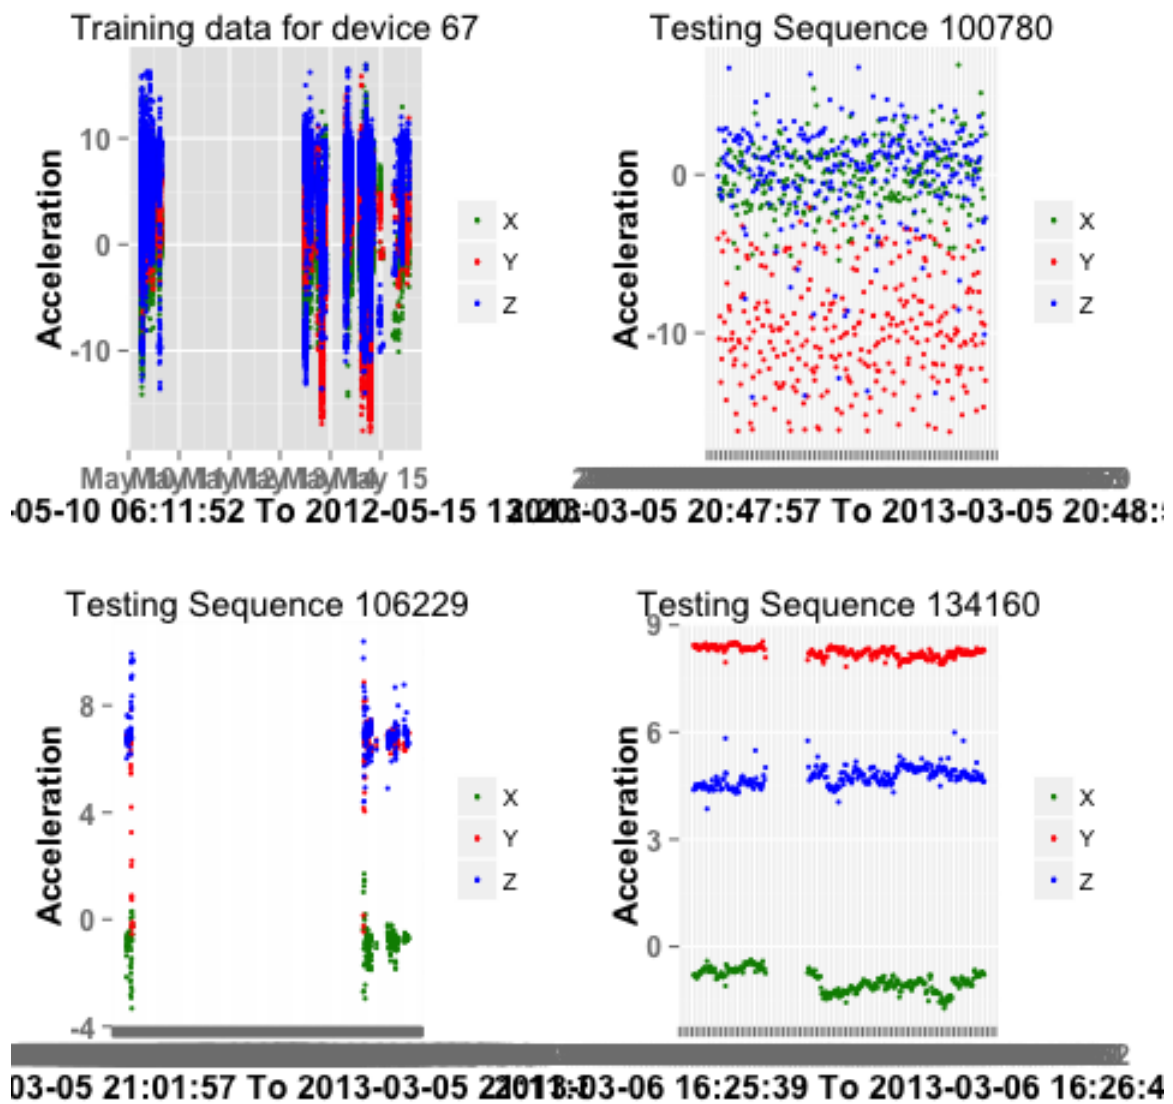 Training data for device 67
Acceleration
10
0
-10
X
Y
Z
May 15
-05-10 06:11:52 To 2012-05-15
Testing Sequence 100780
Acceleration
0
-10
X
Y
Z
-03-05 20:47:57 To 2013-03-05 20:48:
Testing Sequence 106229
Acceleration
8
4
0
-4
X
Y
Z
03-05 21:01:57 To 2013-03-05
Testing Sequence 134160
Acceleration
9
6
3
0
X
Y
Z
-03-06 16:25:39 To 2013-03-06 16:26:4